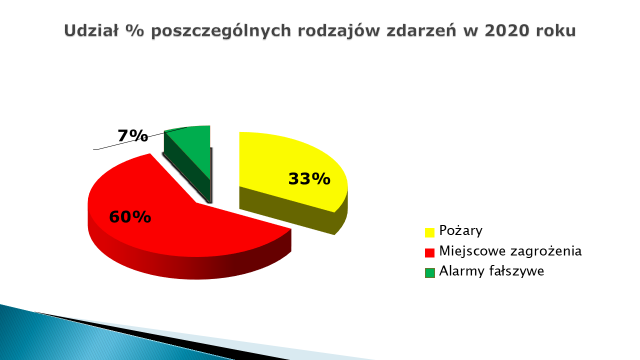 Udział % poszczególnych rodzajów zdarzeń w 2020 roku
7%
33%
60%
Pożary
Miejscowe zagrożenia
Alarmy fałszywe